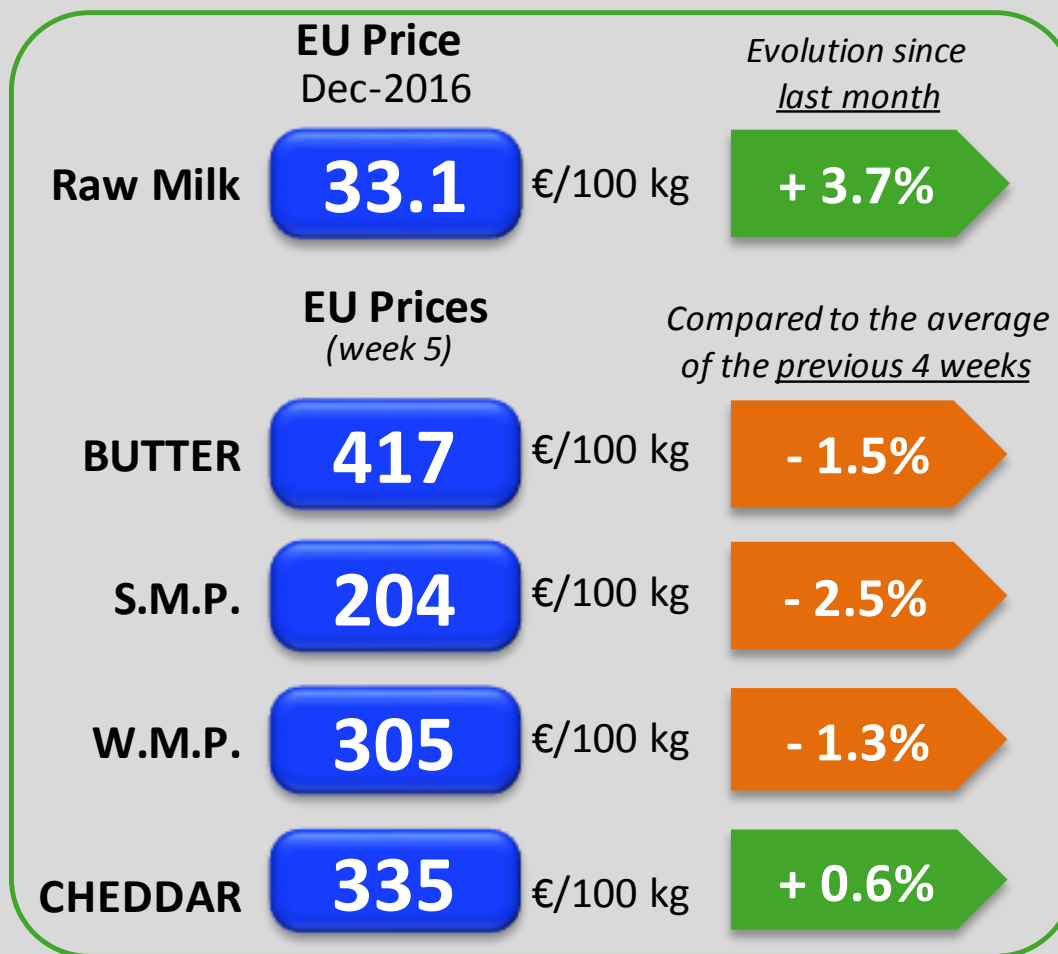 EU Price
Dec-2016
Evolution since
last month
Raw Milk 33.1 €/100 kg + 3.7%
EU Prices
(week 5)
Compared to the average
of the previous 4 weeks
BUTTER 417 €/100 kg - 1.5%
S.M.P. 204 €/100 kg - 2.5%
W.M.P. 305 €/100 kg - 1.3%
CHEDDAR 335 €/100 kg + 0.6%